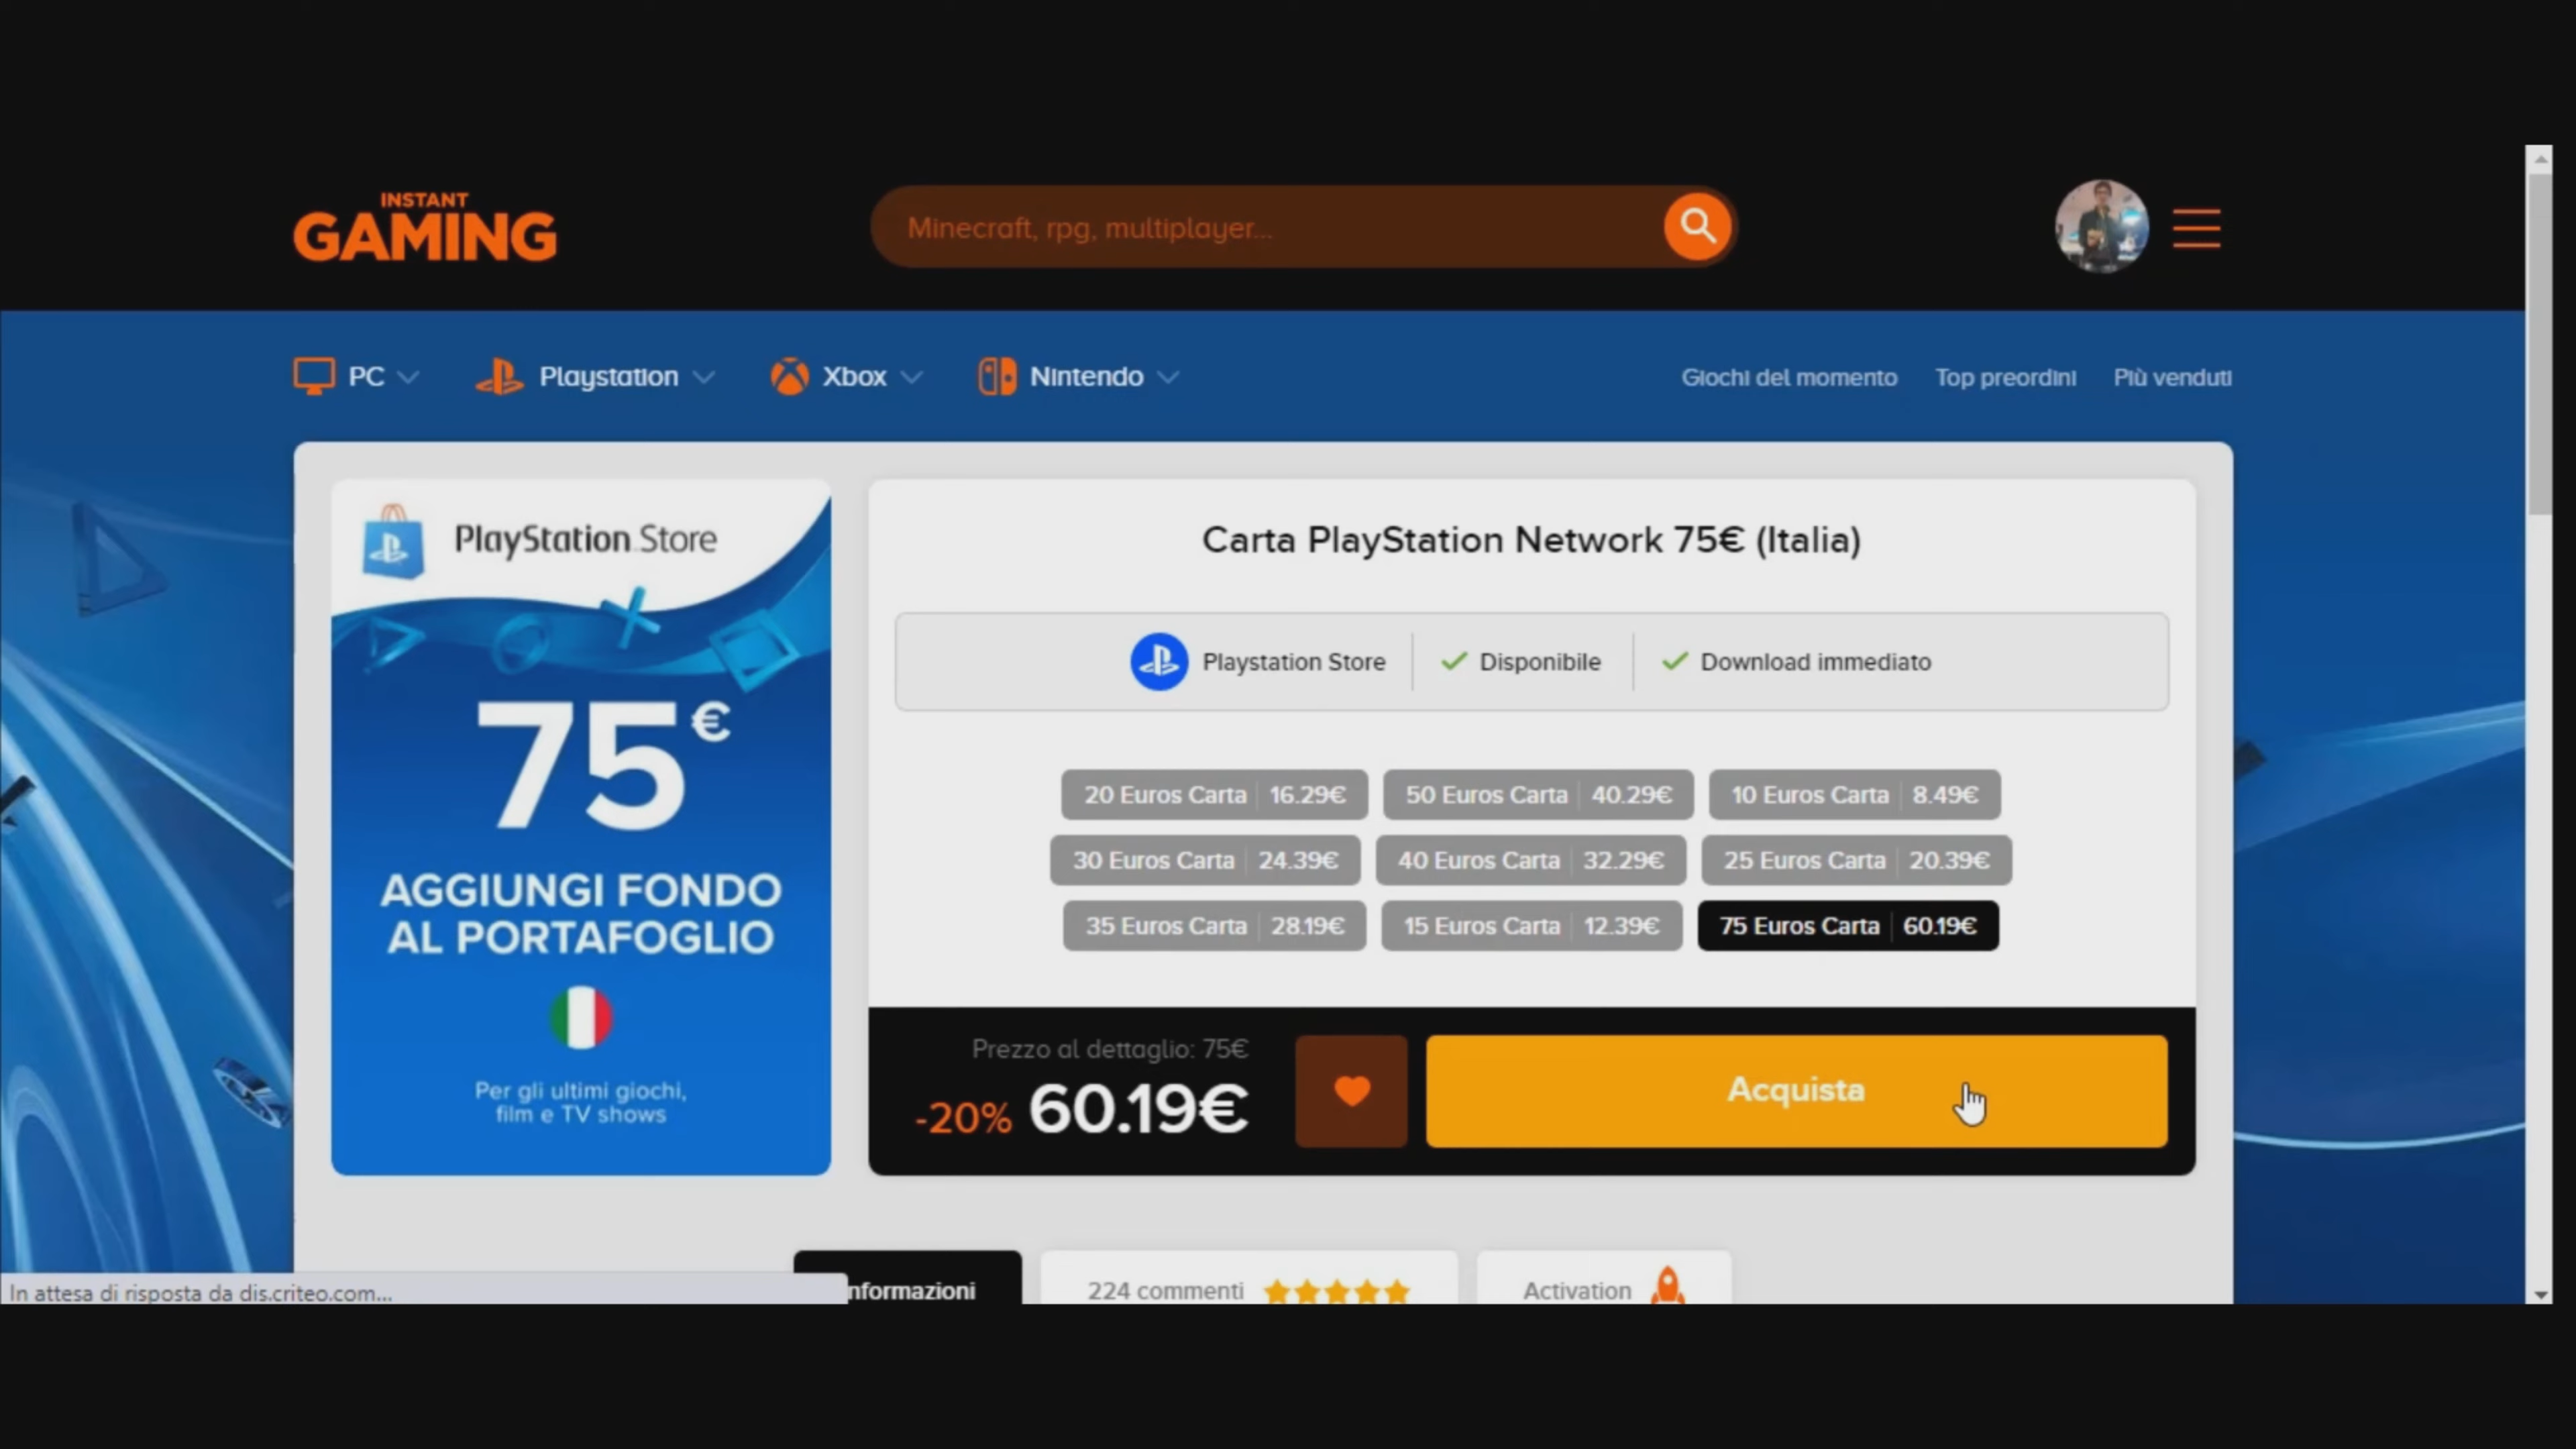 INSTANT
GAMING
Minecraft, rpg, multiplayer...
PC
Playstation
Xbox
Nintendo
Giochi del momento
Top preordini
Più venduti
PlayStation Store
75€
AGGIUNGI FONDO
AL PORTAFOGLIO
Per gli ultimi giochi,
film e TV shows
Carta PlayStation Network 75€ (Italia)
Playstation Store
Disponibile
Download immediato
20 Euros Carta 16.29€
50 Euros Carta 40.29€
10 Euros Carta 8.49€
30 Euros Carta 24.39€
40 Euros Carta 32.29€
25 Euros Carta 20.39€
35 Euros Carta 28.19€
15 Euros Carta 12.39€
75 Euros Carta 60.19€
Prezzo al dettaglio: 75€
-20% 60.19€
Acquista
nformazioni
224 commenti
Activation
In attesa di risposta da dis.criteo.com...